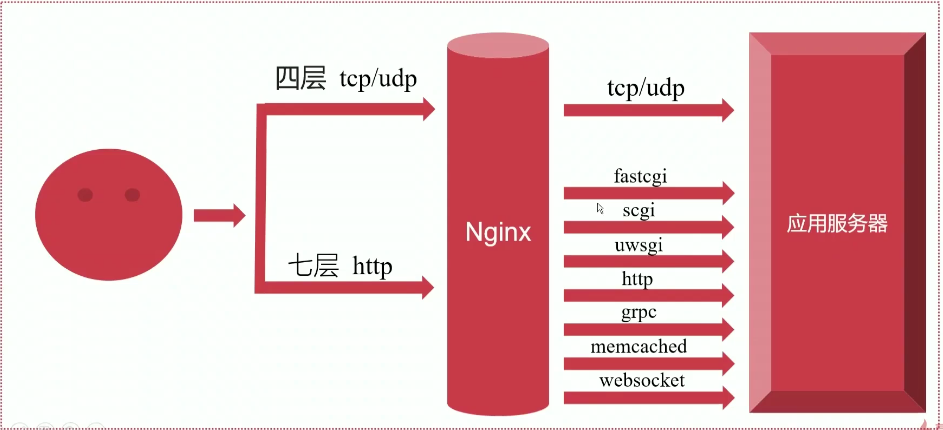 四层 tcp/udp
tcp/udp
fastcgi
scgi
Nginx
应用服务器
uwsgi
七层 http
http
grpc
memcached
websocket